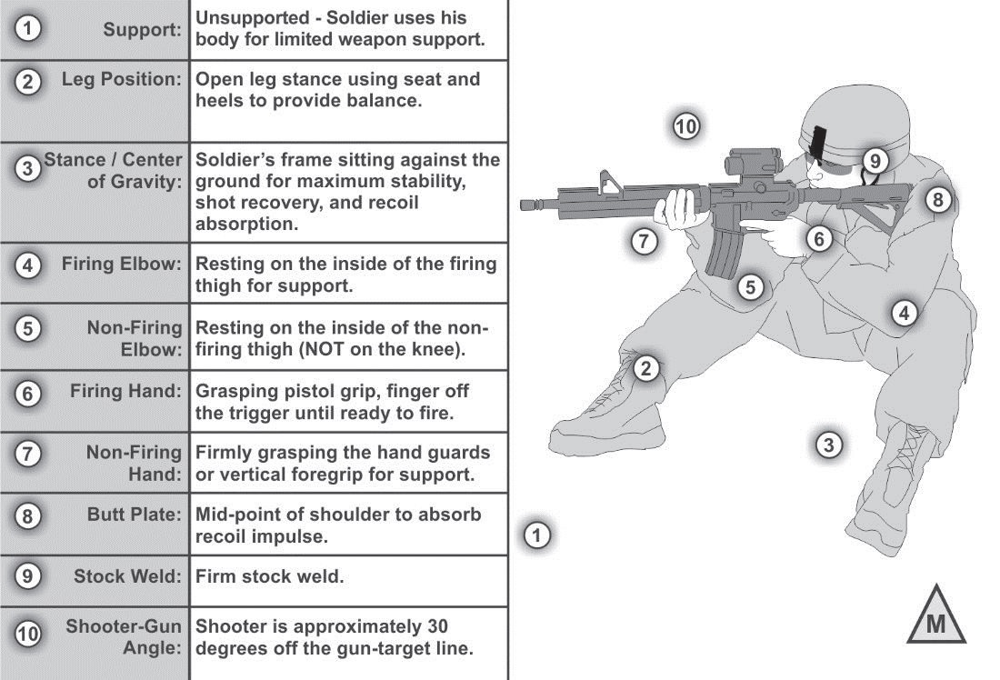 1
Support:
Unsupported - Soldier uses his
body for limited weapon support.
2
Leg Position:
Open leg stance using seat and
heels to provide balance.
3
Stance / Center
of Gravity:
Soldier’s frame sitting against the
ground for maximum stability,
shot recovery, and recoil
absorption.
4
Firing Elbow:
Resting on the inside of the firing
thigh for support.
5
Non-Firing
Elbow:
Resting on the inside of the non-
firing thigh (NOT on the knee).
6
Firing Hand:
Grasping pistol grip, finger off
the trigger until ready to fire.
7
Non-Firing
Hand:
Firmly grasping the hand guards
or vertical foregrip for support.
8
Butt Plate:
Mid-point of shoulder to absorb
recoil impulse.
9
Stock Weld:
Firm stock weld.
10
Shooter-Gun
Angle:
Shooter is approximately 30
degrees off the gun-target line.
10
9
8
7
6
5
4
2
3
1
M